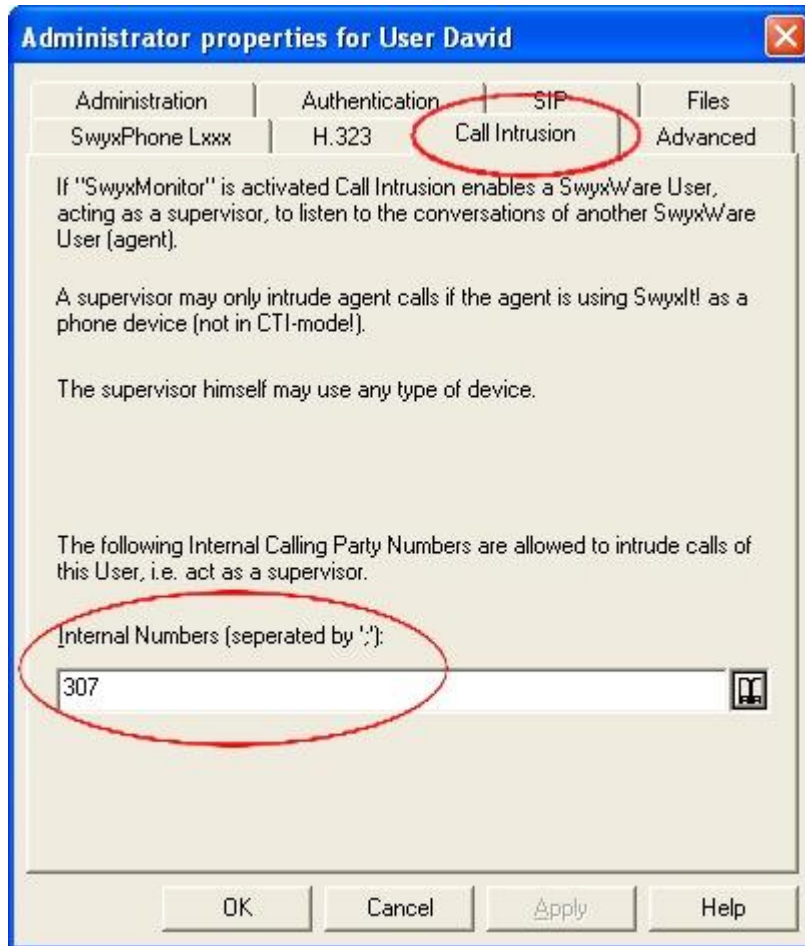 Administrator properties for User David
Administration Authentication SIP Files
SwyxPhone Lxxx H.323 Call Intrusion Advanced
If "SwyxMonitor" is activated Call Intrusion enables a SwyxWare User,
acting as a supervisor, to listen to the conversations of another SwyxWare
User (agent).
A supervisor may only intrude agent calls if the agent is using SwyxIt! as a
phone device (not in CTI-mode!).
The supervisor himself may use any type of device.
The following Internal Calling Party Numbers are allowed to intrude calls of
this User, i.e. act as a supervisor.
Internal Numbers (seperated by ';'):
307
OK Cancel Apply Help